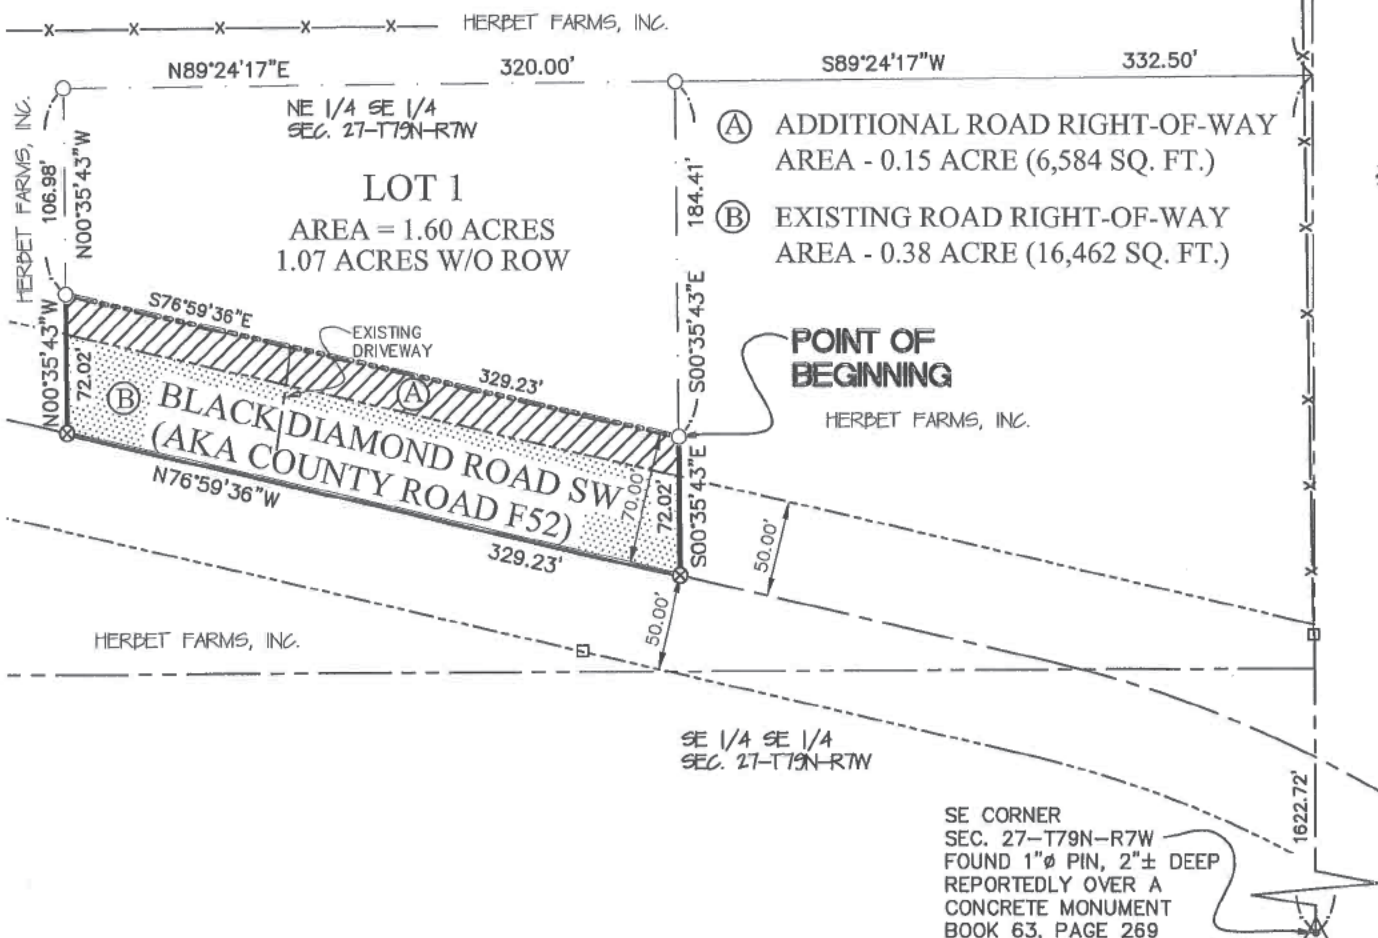 HERBET FARMS, INC.
N89°24'17"E
320.00'
S89°24'17"W
332.50'
NE 1/4 SE 1/4
SEC. 27-T79N-R7W
HERBET FARMS, INC.
106.98'
N00°35'43"W
LOT 1
AREA = 1.60 ACRES
1.07 ACRES W/O ROW
184.41'
S00°35'43"E
A ADDITIONAL ROAD RIGHT-OF-WAY
AREA - 0.15 ACRE (6,584 SQ. FT.)
B EXISTING ROAD RIGHT-OF-WAY
AREA - 0.38 ACRE (16,462 SQ. FT.)
S76°59'36"E
329.23'
EXISTING
DRIVEWAY
POINT OF
BEGINNING
HERBET FARMS, INC.
N00°35'43"W
72.02'
A
B
BLACK DIAMOND ROAD SW
(AKA COUNTY ROAD F52)
70.00'
72.02'
S00°35'43"E
N76°59'36"W
329.23'
50.00'
50.00'
HERBET FARMS, INC.
SE 1/4 SE 1/4
SEC. 27-T79N-R7W
1622.72'
SE CORNER
SEC. 27-T79N-R7W
FOUND 1"ø PIN, 2"± DEEP
REPORTEDLY OVER A
CONCRETE MONUMENT
BOOK 63, PAGE 269